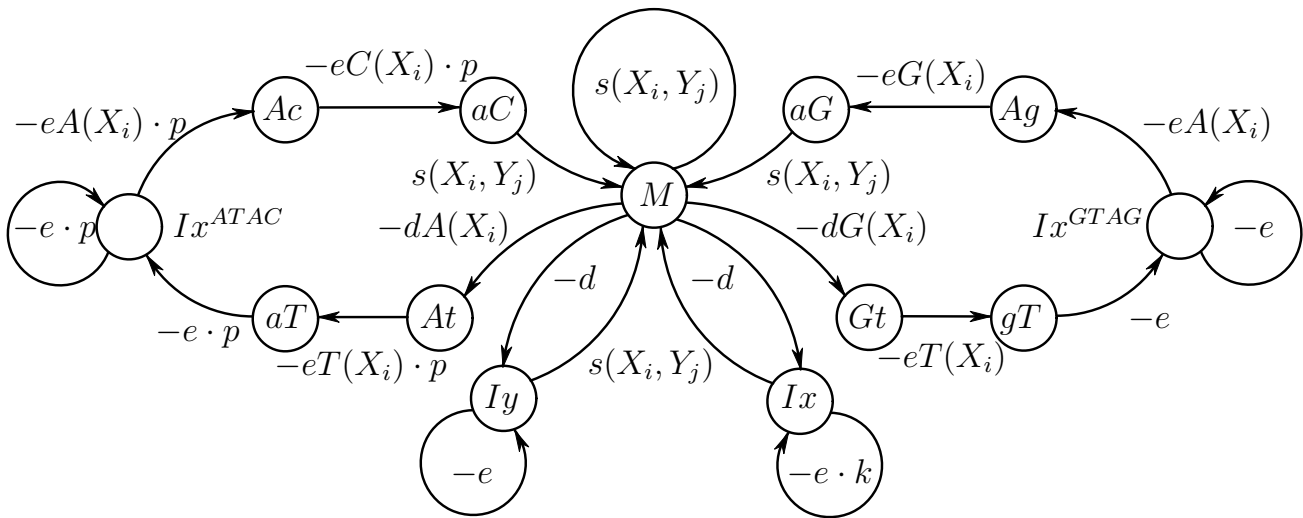 -eC(X_i) · p
s(X_i, Y_j)
-eG(X_i)
Ac
aC
aG
Ag
-eA(X_i) · p
-eA(X_i)
s(X_i, Y_j)
s(X_i, Y_j)
M
-e · p
Ix^{ATAC}
-dA(X_i)
-dG(X_i)
Ix^{GTAG}
-e
-d
-d
aT
At
Gt
gT
-e · p
-e
-eT(X_i) · p
s(X_i, Y_j)
-eT(X_i)
Iy
Ix
-e
-e · k